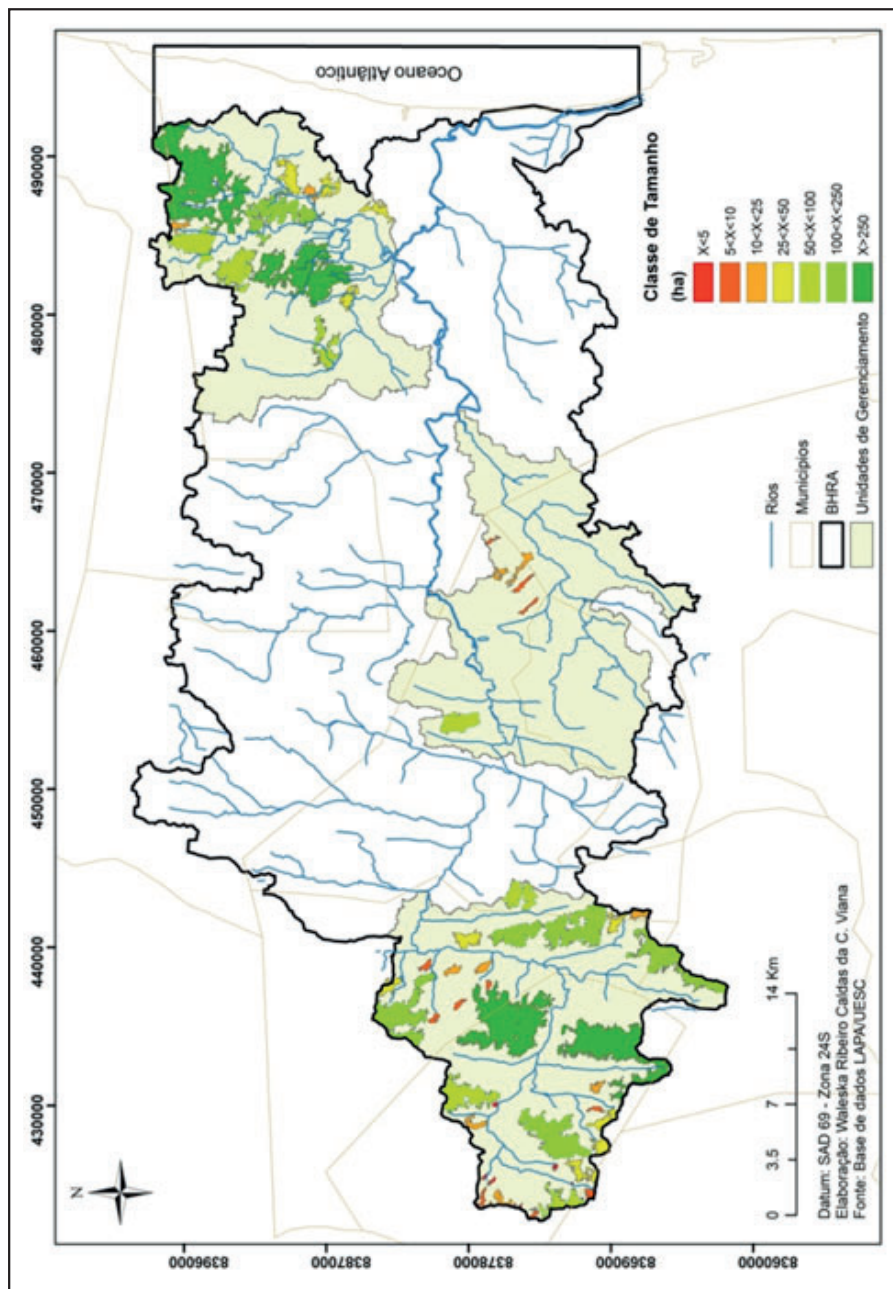 430000
440000
450000
460000
470000
480000
490000
8396000
8387000
8378000
8369000
8360000
N
Oceano Atlântico
Rios
Municípios
BHRA
Unidades de Gerenciamento
Classe de Tamanho
(ha)
X<5
5<X<10
10<X<25
25<X<50
50<X<100
100<X<250
X>250
0 3.5 7 14 Km
Datum: SAD 69 - Zona 24S
Elaboração: Waleska Ribeiro Caldas da C. Viana
Fonte: Base de dados LAPA/UESC